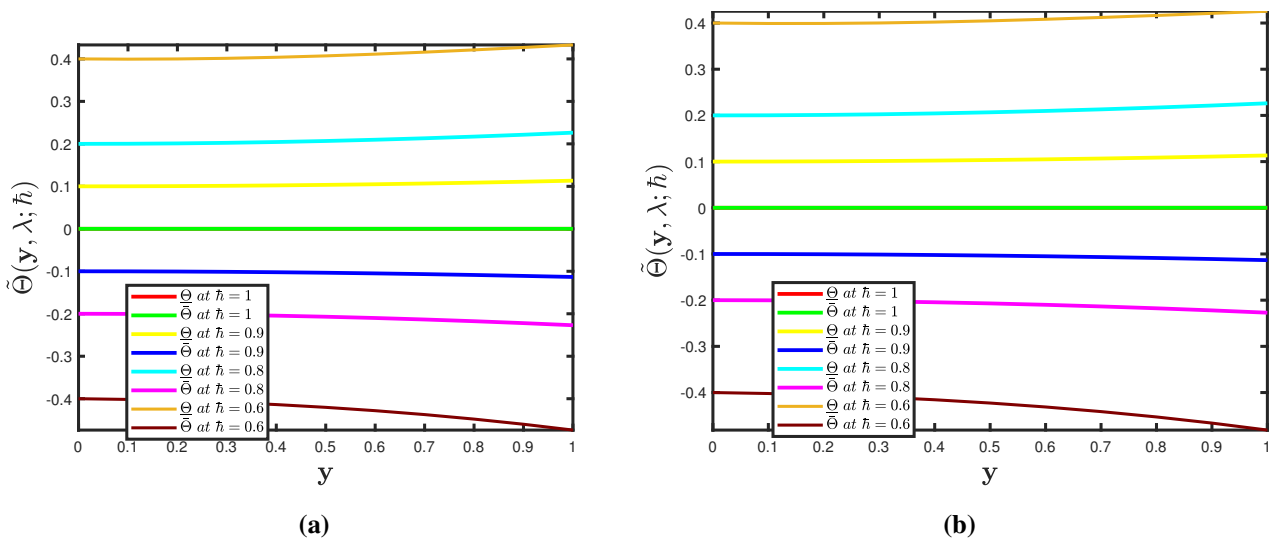 (a)
0.4
0.3
0.2
0.1
0
-0.1
-0.2
-0.3
-0.4
Θ̃(y, λ; ħ)
Θ̲ at ħ = 1
Θ̄ at ħ = 1
Θ̲ at ħ = 0.9
Θ̄ at ħ = 0.9
Θ̲ at ħ = 0.8
Θ̄ at ħ = 0.8
Θ̲ at ħ = 0.6
Θ̄ at ħ = 0.6
0 0.1 0.2 0.3 0.4 0.5 0.6 0.7 0.8 0.9 1
y
(a)
(b)
0.4
0.3
0.2
0.1
0
-0.1
-0.2
-0.3
-0.4
Θ̃(y, λ; ħ)
Θ̲ at ħ = 1
Θ̄ at ħ = 1
Θ̲ at ħ = 0.9
Θ̄ at ħ = 0.9
Θ̲ at ħ = 0.8
Θ̄ at ħ = 0.8
Θ̲ at ħ = 0.6
Θ̄ at ħ = 0.6
0 0.1 0.2 0.3 0.4 0.5 0.6 0.7 0.8 0.9 1
y
(b)